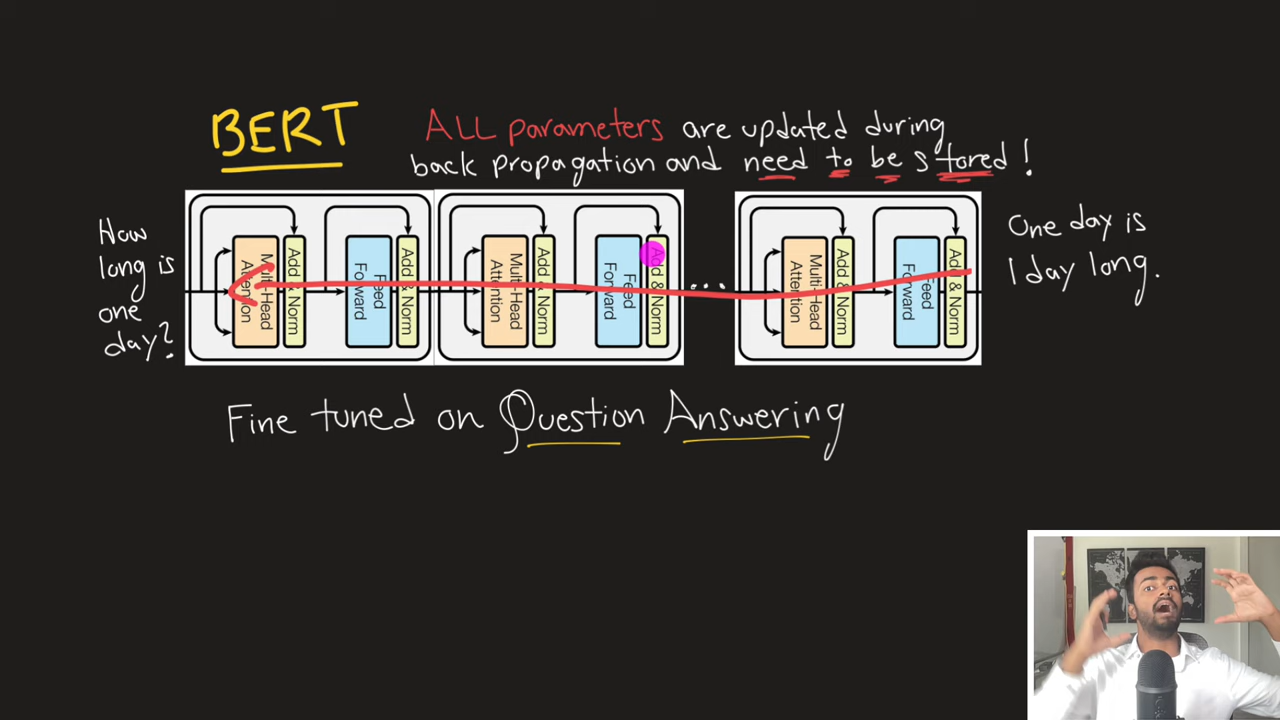 BERT
ALL parameters are updated during
back propagation and need to be stored!
How
long is
one
day?
Multi-Head
Attention
Add & Norm
Feed
Forward
Add & Norm
Multi-Head
Attention
Add & Norm
Feed
Forward
Add & Norm
...
Multi-Head
Attention
Add & Norm
Feed
Forward
Add & Norm
One day is
1 day long.
Fine tuned on Question Answering